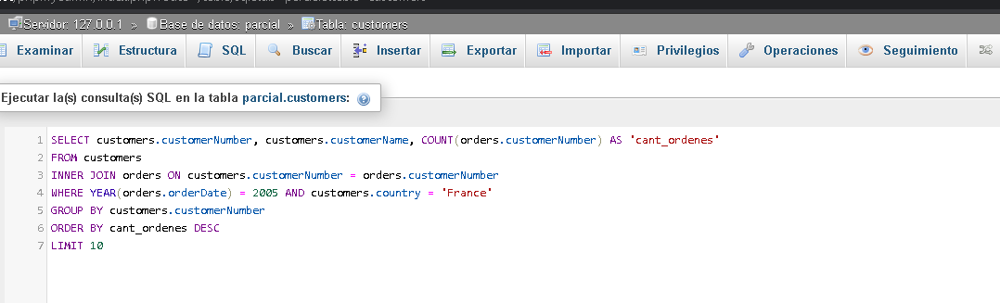 Servidor: 127.0.0.1 » Base de datos: parcial » Tabla: customers
Examinar Estructura SQL Buscar Insertar Exportar Importar Privilegios Operaciones Seguimiento
Ejecutar la(s) consulta(s) SQL en la tabla parcial.customers:
1 SELECT customers.customerNumber, customers.customerName, COUNT(orders.customerNumber) AS 'cant_ordenes'
2 FROM customers
3 INNER JOIN orders ON customers.customerNumber = orders.customerNumber
4 WHERE YEAR(orders.orderDate) = 2005 AND customers.country = 'France'
5 GROUP BY customers.customerNumber
6 ORDER BY cant_ordenes DESC
7 LIMIT 10